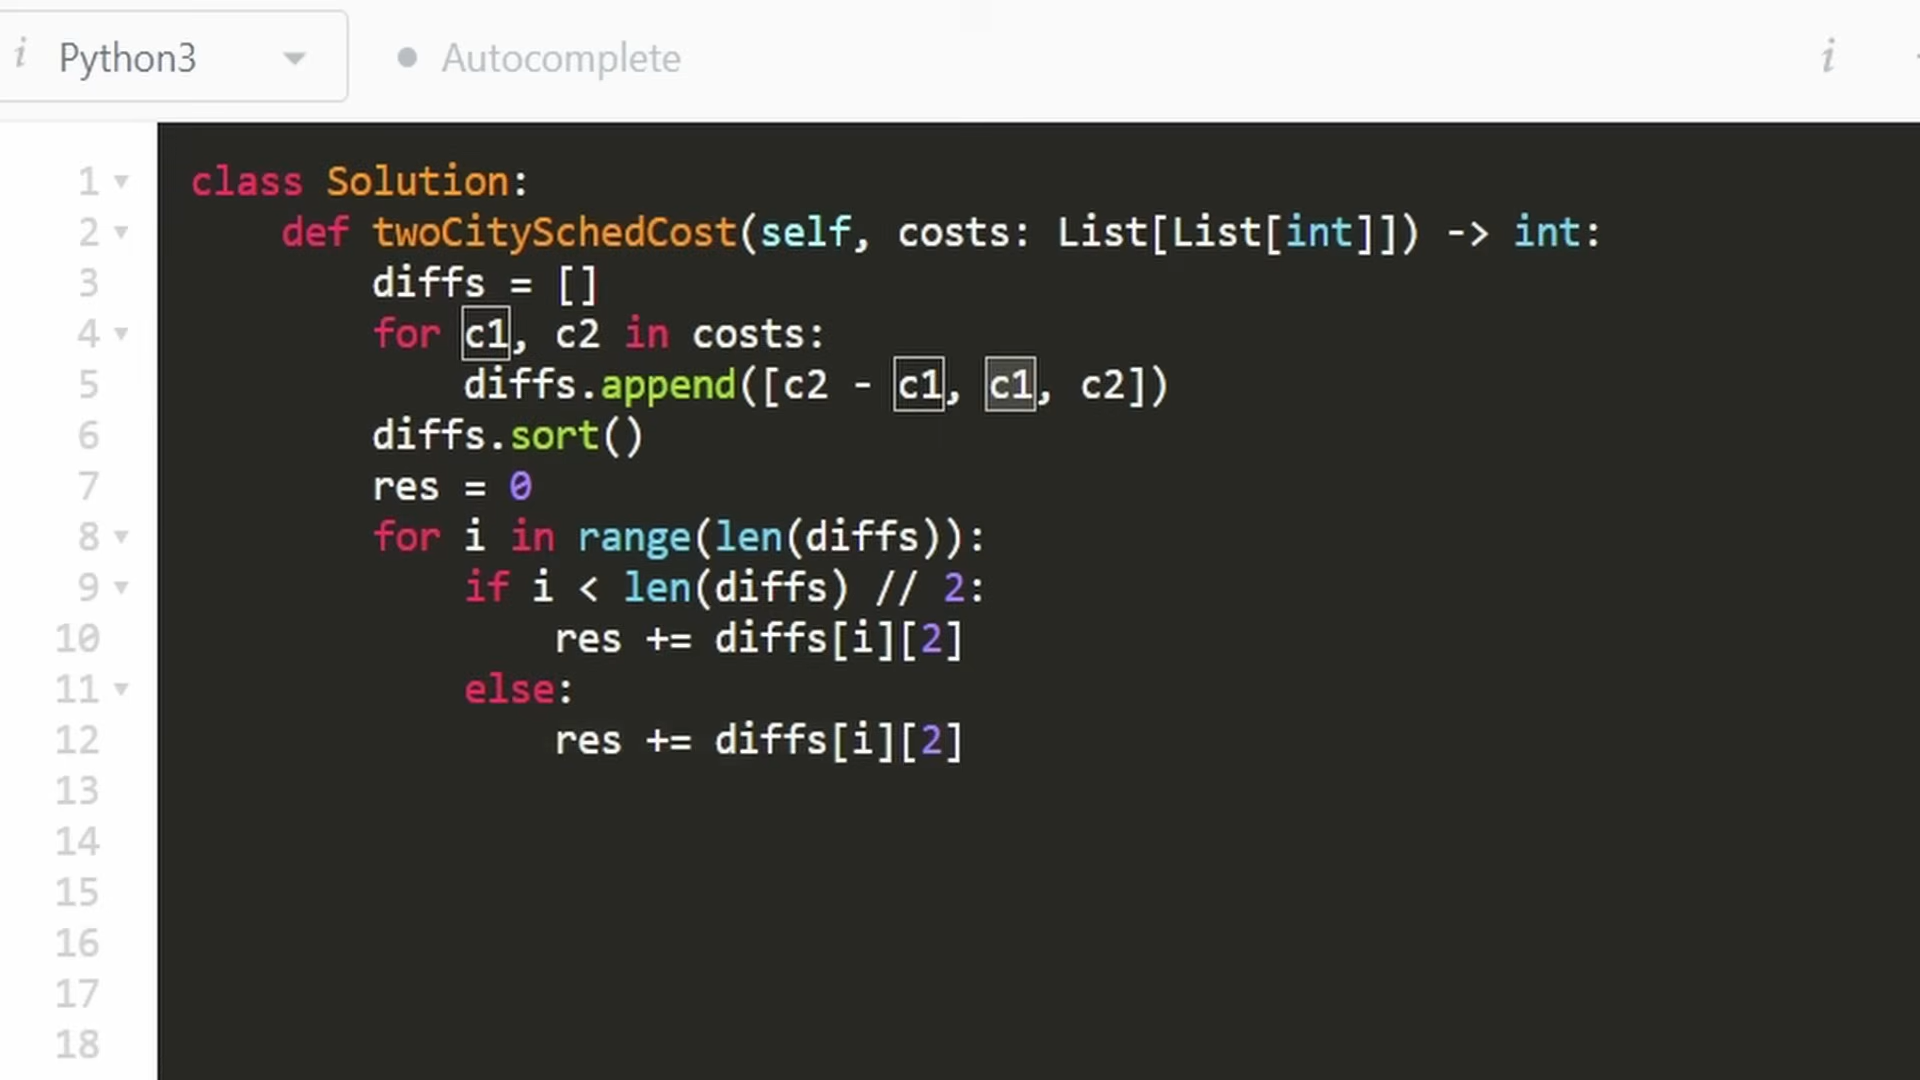 i Python3 Autocomplete i
1 class Solution:
2 def twoCitySchedCost(self, costs: List[List[int]]) -> int:
3 diffs = []
4 for c1, c2 in costs:
5 diffs.append([c2 - c1, c1, c2])
6 diffs.sort()
7 res = 0
8 for i in range(len(diffs)):
9 if i < len(diffs) // 2:
10 res += diffs[i][2]
11 else:
12 res += diffs[i][2]
13
14
15
16
17
18